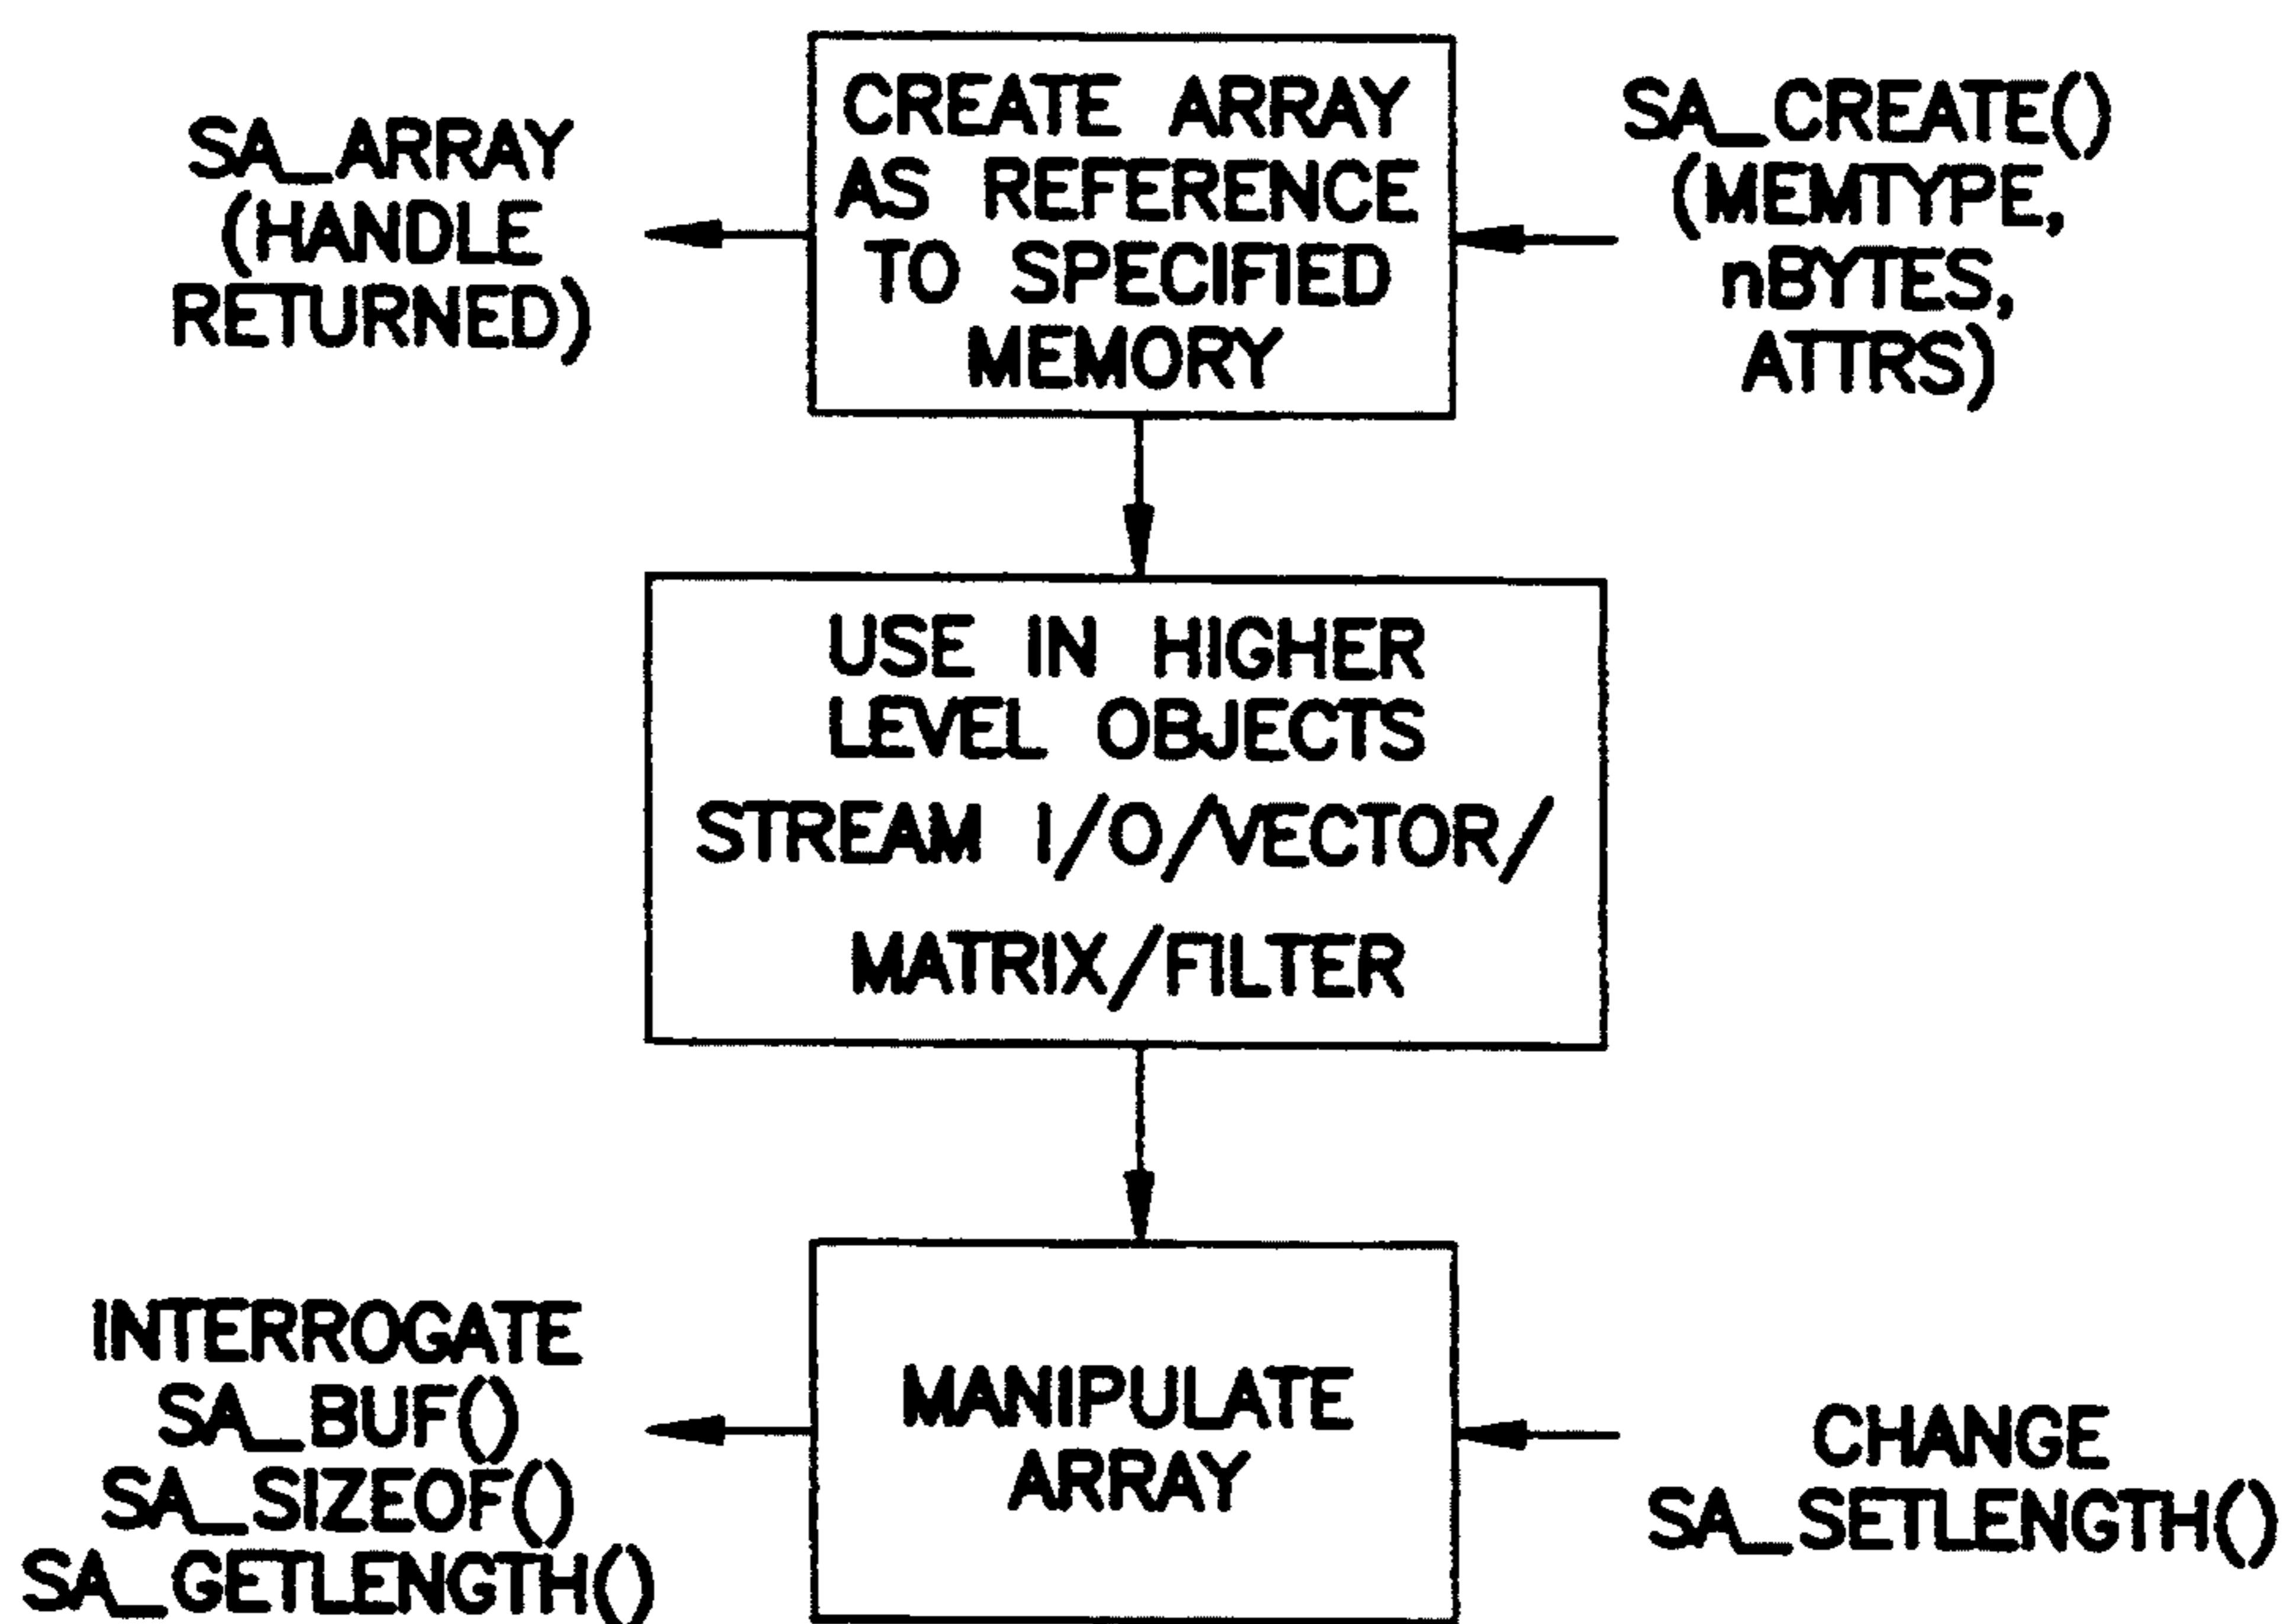 SA_ARRAY
(HANDLE
RETURNED)
CREATE ARRAY
AS REFERENCE
TO SPECIFIED
MEMORY
SA_CREATE()
(MEMTYPE,
nBYTES,
ATTRS)
USE IN HIGHER
LEVEL OBJECTS
STREAM I/O/VECTOR/
MATRIX/FILTER
INTERROGATE
SA_BUF()
SA_SIZEOF()
SA_GETLENGTH()
MANIPULATE
ARRAY
CHANGE
SA_SETLENGTH()